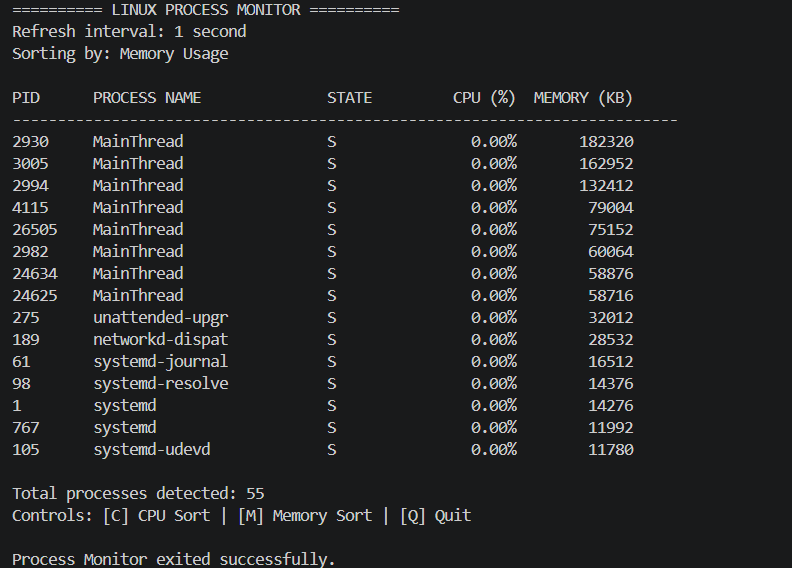 ========== LINUX PROCESS MONITOR ==========
Refresh interval: 1 second
Sorting by: Memory Usage
PID PROCESS NAME STATE CPU (%) MEMORY (KB)
--------------------------------------------------------------------------
2930 MainThread S 0.00% 182320
3005 MainThread S 0.00% 162952
2994 MainThread S 0.00% 132412
4115 MainThread S 0.00% 79004
26505 MainThread S 0.00% 75152
2982 MainThread S 0.00% 60064
24634 MainThread S 0.00% 58876
24625 MainThread S 0.00% 58716
275 unattended-upgr S 0.00% 32012
189 networkd-dispat S 0.00% 28532
61 systemd-journal S 0.00% 16512
98 systemd-resolve S 0.00% 14376
1 systemd S 0.00% 14276
767 systemd S 0.00% 11992
105 systemd-udevd S 0.00% 11780
Total processes detected: 55
Controls: [C] CPU Sort | [M] Memory Sort | [Q] Quit
Process Monitor exited successfully.